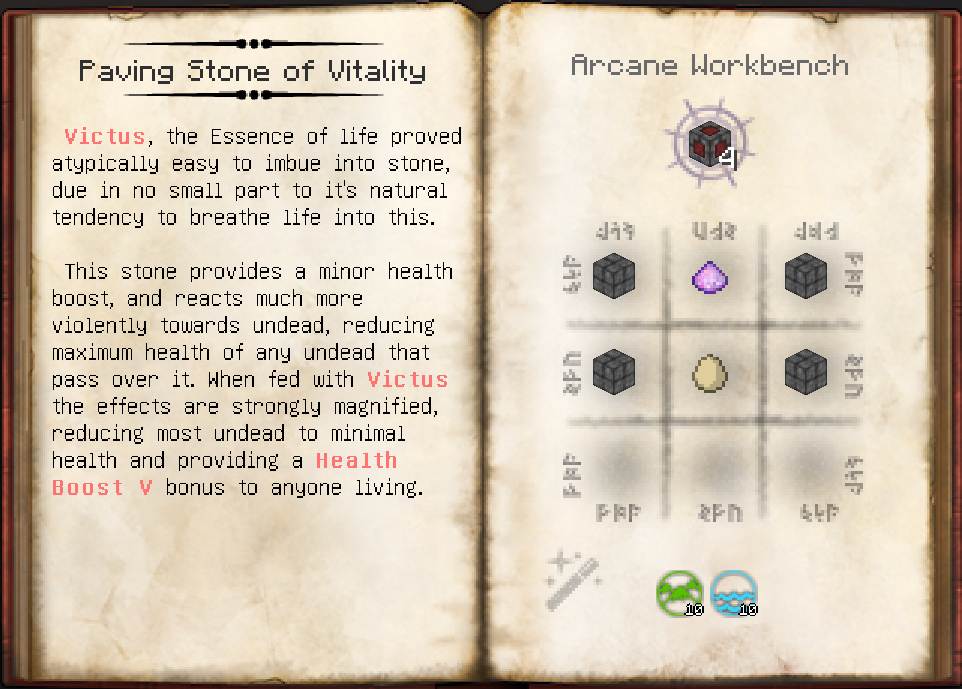 Paving Stone of Vitality
Victus, the Essence of life proved
atypically easy to imbue into stone,
due in no small part to it's natural
tendency to breathe life into this.
This stone provides a minor health
boost, and reacts much more
violently towards undead, reducing
maximum health of any undead that
pass over it. When fed with Victus
the effects are strongly magnified,
reducing most undead to minimal
health and providing a Health
Boost V bonus to anyone living.
Arcane Workbench
4
10 10